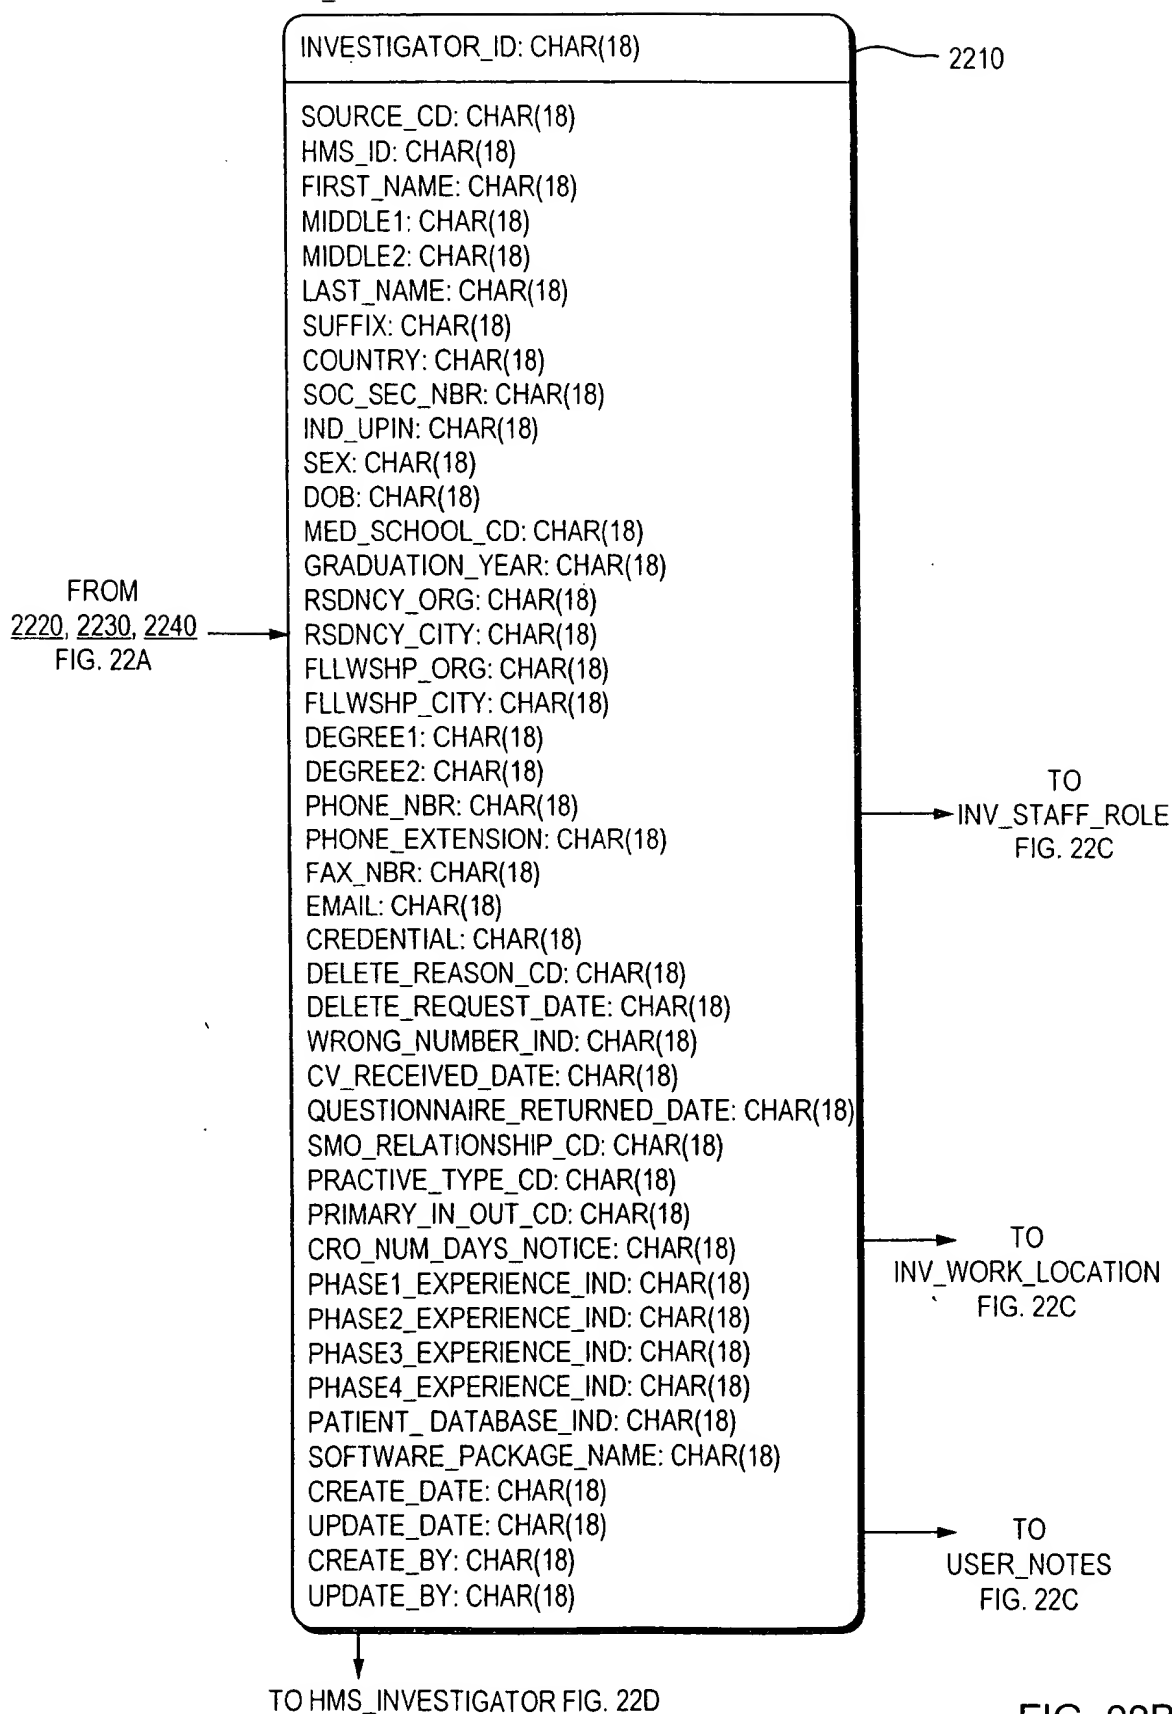 INVESTIGATOR_ID: CHAR(18)
2210
SOURCE_CD: CHAR(18)
HMS_ID: CHAR(18)
FIRST_NAME: CHAR(18)
MIDDLE1: CHAR(18)
MIDDLE2: CHAR(18)
LAST_NAME: CHAR(18)
SUFFIX: CHAR(18)
COUNTRY: CHAR(18)
SOC_SEC_NBR: CHAR(18)
IND_UPIN: CHAR(18)
SEX: CHAR(18)
DOB: CHAR(18)
MED_SCHOOL_CD: CHAR(18)
GRADUATION_YEAR: CHAR(18)
RSDNCY_ORG: CHAR(18)
RSDNCY_CITY: CHAR(18)
FLLWSHP_ORG: CHAR(18)
FLLWSHP_CITY: CHAR(18)
DEGREE1: CHAR(18)
DEGREE2: CHAR(18)
PHONE_NBR: CHAR(18)
PHONE_EXTENSION: CHAR(18)
FAX_NBR: CHAR(18)
EMAIL: CHAR(18)
CREDENTIAL: CHAR(18)
DELETE_REASON_CD: CHAR(18)
DELETE_REQUEST_DATE: CHAR(18)
WRONG_NUMBER_IND: CHAR(18)
CV_RECEIVED_DATE: CHAR(18)
QUESTIONNAIRE_RETURNED_DATE: CHAR(18)
SMO_RELATIONSHIP_CD: CHAR(18)
PRACTIVE_TYPE_CD: CHAR(18)
PRIMARY_IN_OUT_CD: CHAR(18)
CRO_NUM_DAYS_NOTICE: CHAR(18)
PHASE1_EXPERIENCE_IND: CHAR(18)
PHASE2_EXPERIENCE_IND: CHAR(18)
PHASE3_EXPERIENCE_IND: CHAR(18)
PHASE4_EXPERIENCE_IND: CHAR(18)
PATIENT_ DATABASE_IND: CHAR(18)
SOFTWARE_PACKAGE_NAME: CHAR(18)
CREATE_DATE: CHAR(18)
UPDATE_DATE: CHAR(18)
CREATE_BY: CHAR(18)
UPDATE_BY: CHAR(18)
FROM
2220, 2230, 2240
FIG. 22A
TO
INV_STAFF_ROLE
FIG. 22C
TO
INV_WORK_LOCATION
FIG. 22C
TO
USER_NOTES
FIG. 22C
TO HMS_INVESTIGATOR FIG. 22D